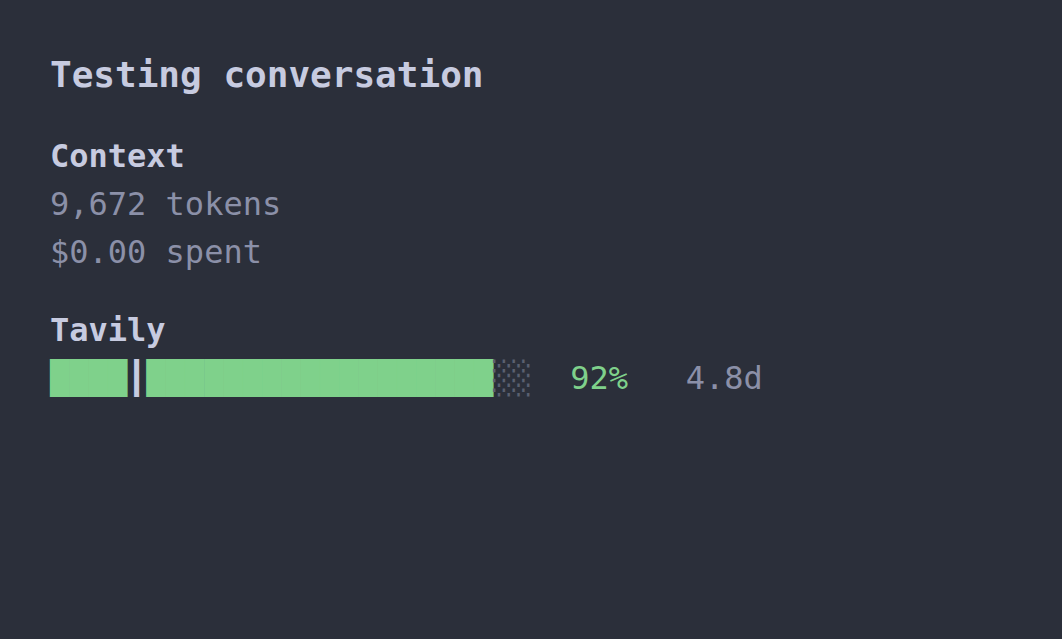 Testing conversation
Context
9,672 tokens
$0.00 spent
Tavily
92% 4.8d